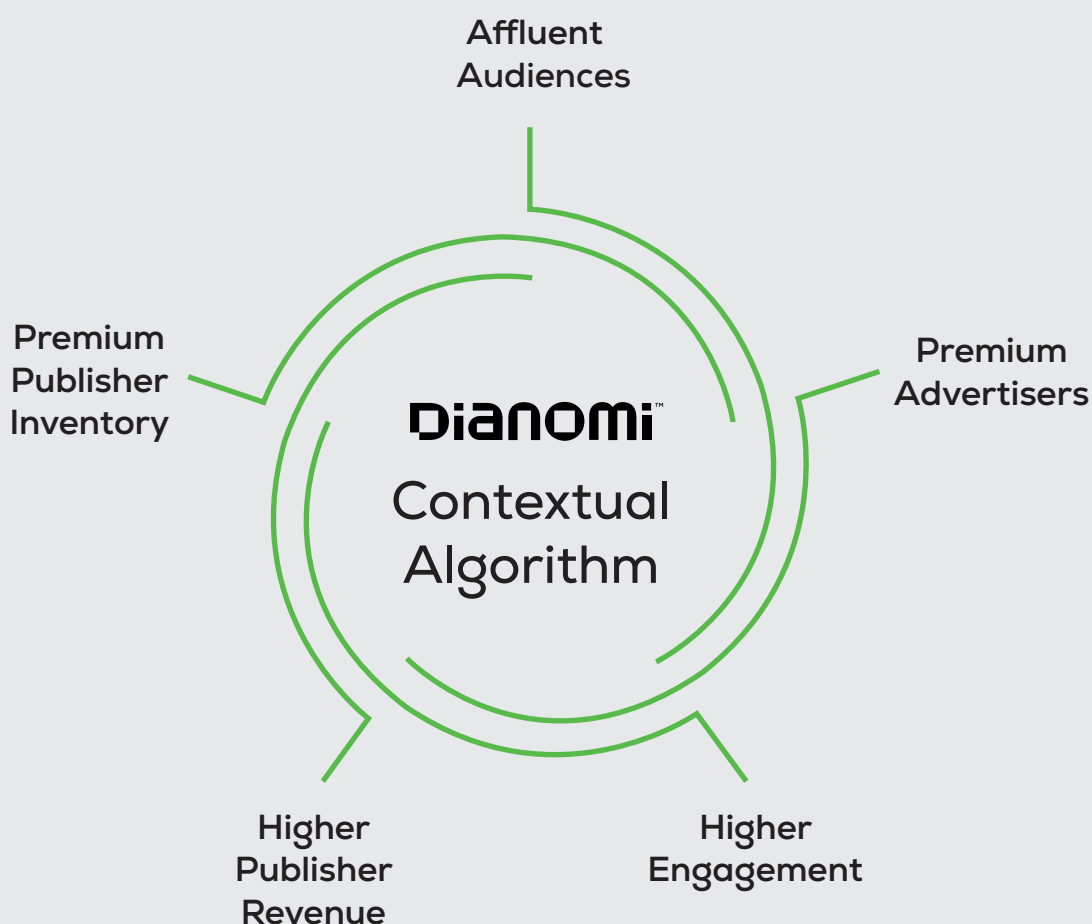 Affluent
Audiences
Premium
Publisher
Inventory
Premium
Advertisers
Dianomi™
Contextual
Algorithm
Higher
Publisher
Revenue
Higher
Engagement